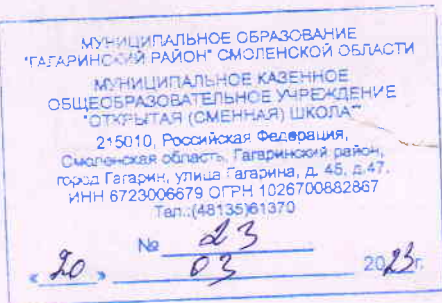 МУНИЦИПАЛЬНОЕ ОБРАЗОВАНИЕ
"ГАГАРИНСКИЙ РАЙОН" СМОЛЕНСКОЙ ОБЛАСТИ
МУНИЦИПАЛЬНОЕ КАЗЕННОЕ
ОБЩЕОБРАЗОВАТЕЛЬНОЕ УЧРЕЖДЕНИЕ
"ОТКРЫТАЯ (СМЕННАЯ) ШКОЛА"
215010, Российская Федерация,
Смоленская область, Гагаринский район,
город Гагарин, улица Гагарина, д. 45, д.47.
ИНН 6723006679 ОГРН 1026700882867
Тел.:(48135)61370
№ 23
« 20 » 03 2023г.